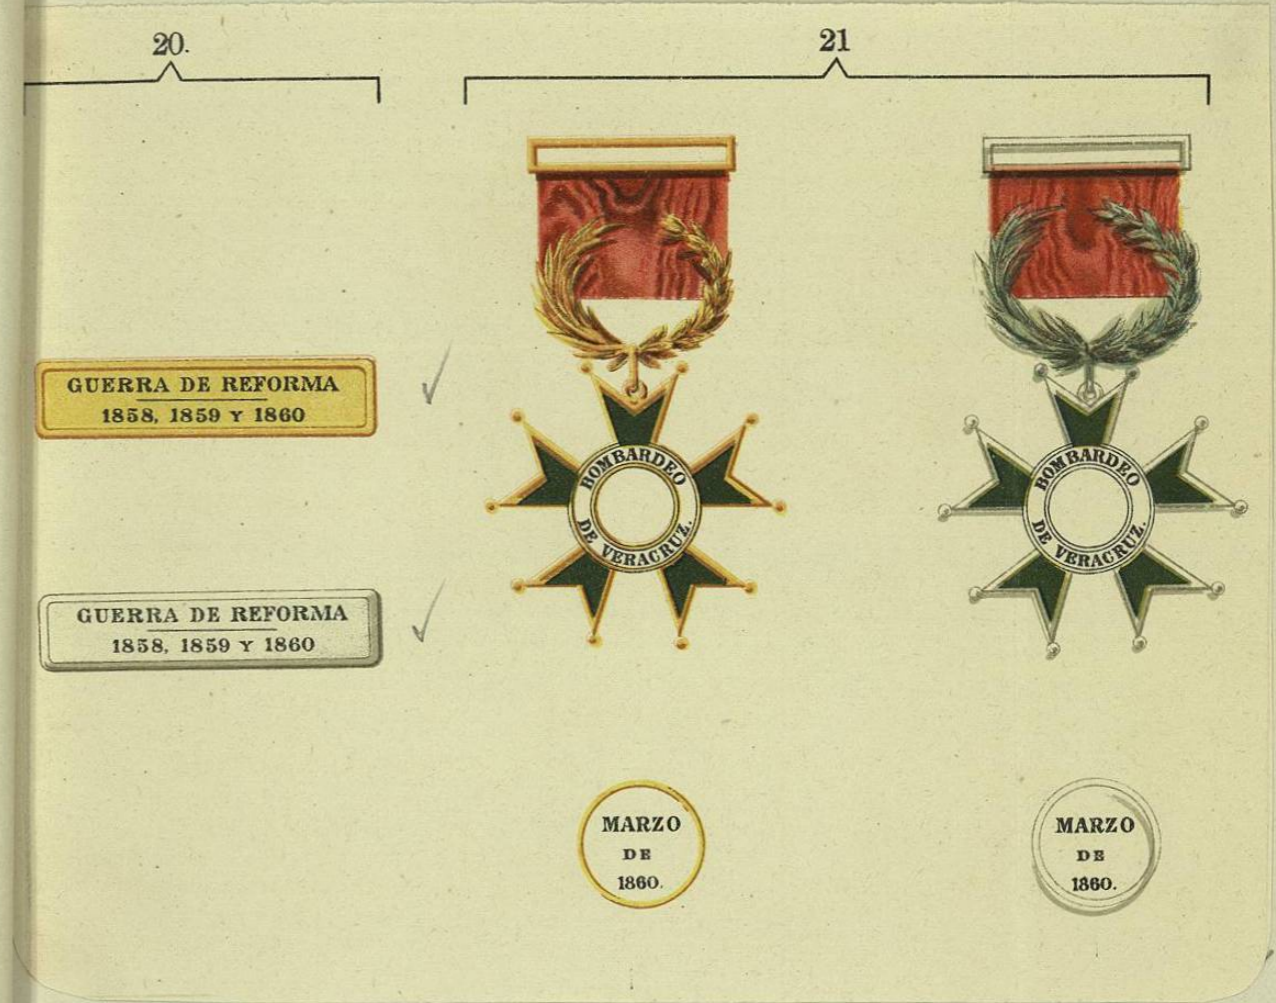 20.
21
GUERRA DE REFORMA
1858, 1859 Y 1860
GUERRA DE REFORMA
1858, 1859 Y 1860
BOMBARDEO
DE VERACRUZ.
BOMBARDEO
DE VERACRUZ.
MARZO
DE
1860.
MARZO
DE
1860.